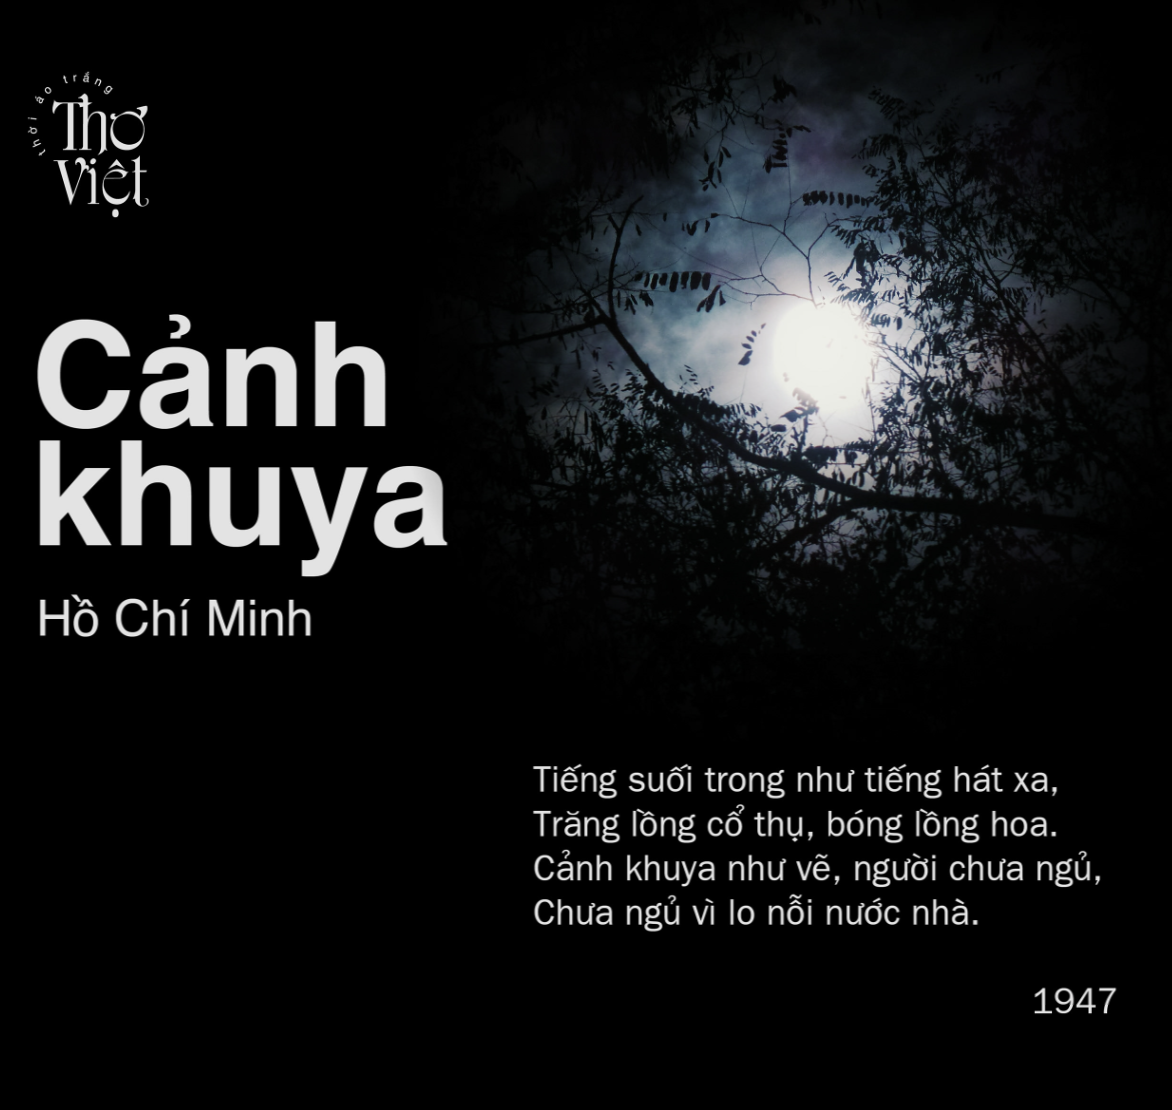 thời áo trắng
Thơ
Việt
Cảnh
khuya
Hồ Chí Minh
Tiếng suối trong như tiếng hát xa,
Trăng lồng cổ thụ, bóng lồng hoa.
Cảnh khuya như vẽ, người chưa ngủ,
Chưa ngủ vì lo nỗi nước nhà.
1947